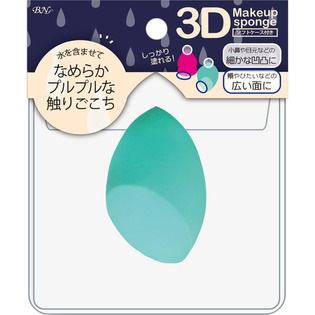 BN
3D
Makeup
sponge
ソフトケース付き
水を含ませて
なめらか
プルプルな
触りごこち
しっかり
塗れる!
小鼻や目元などの
細かな凹凸に
頬やひたいなどの
広い面に